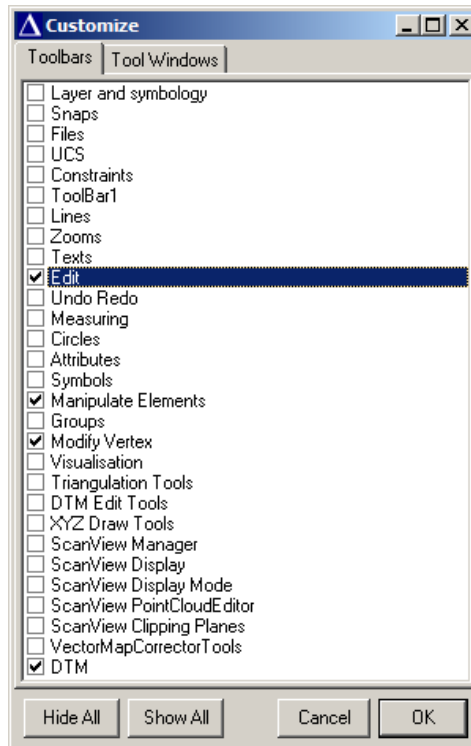 Customize
Toolbars Tool Windows
Layer and symbology
Snaps
Files
UCS
Constraints
ToolBar1
Lines
Zooms
Texts
Edit
Undo Redo
Measuring
Circles
Attributes
Symbols
Manipulate Elements
Groups
Modify Vertex
Visualisation
Triangulation Tools
DTM Edit Tools
XYZ Draw Tools
ScanView Manager
ScanView Display
ScanView Display Mode
ScanView PointCloudEditor
ScanView Clipping Planes
VectorMapCorrectorTools
DTM
Hide All Show All Cancel OK